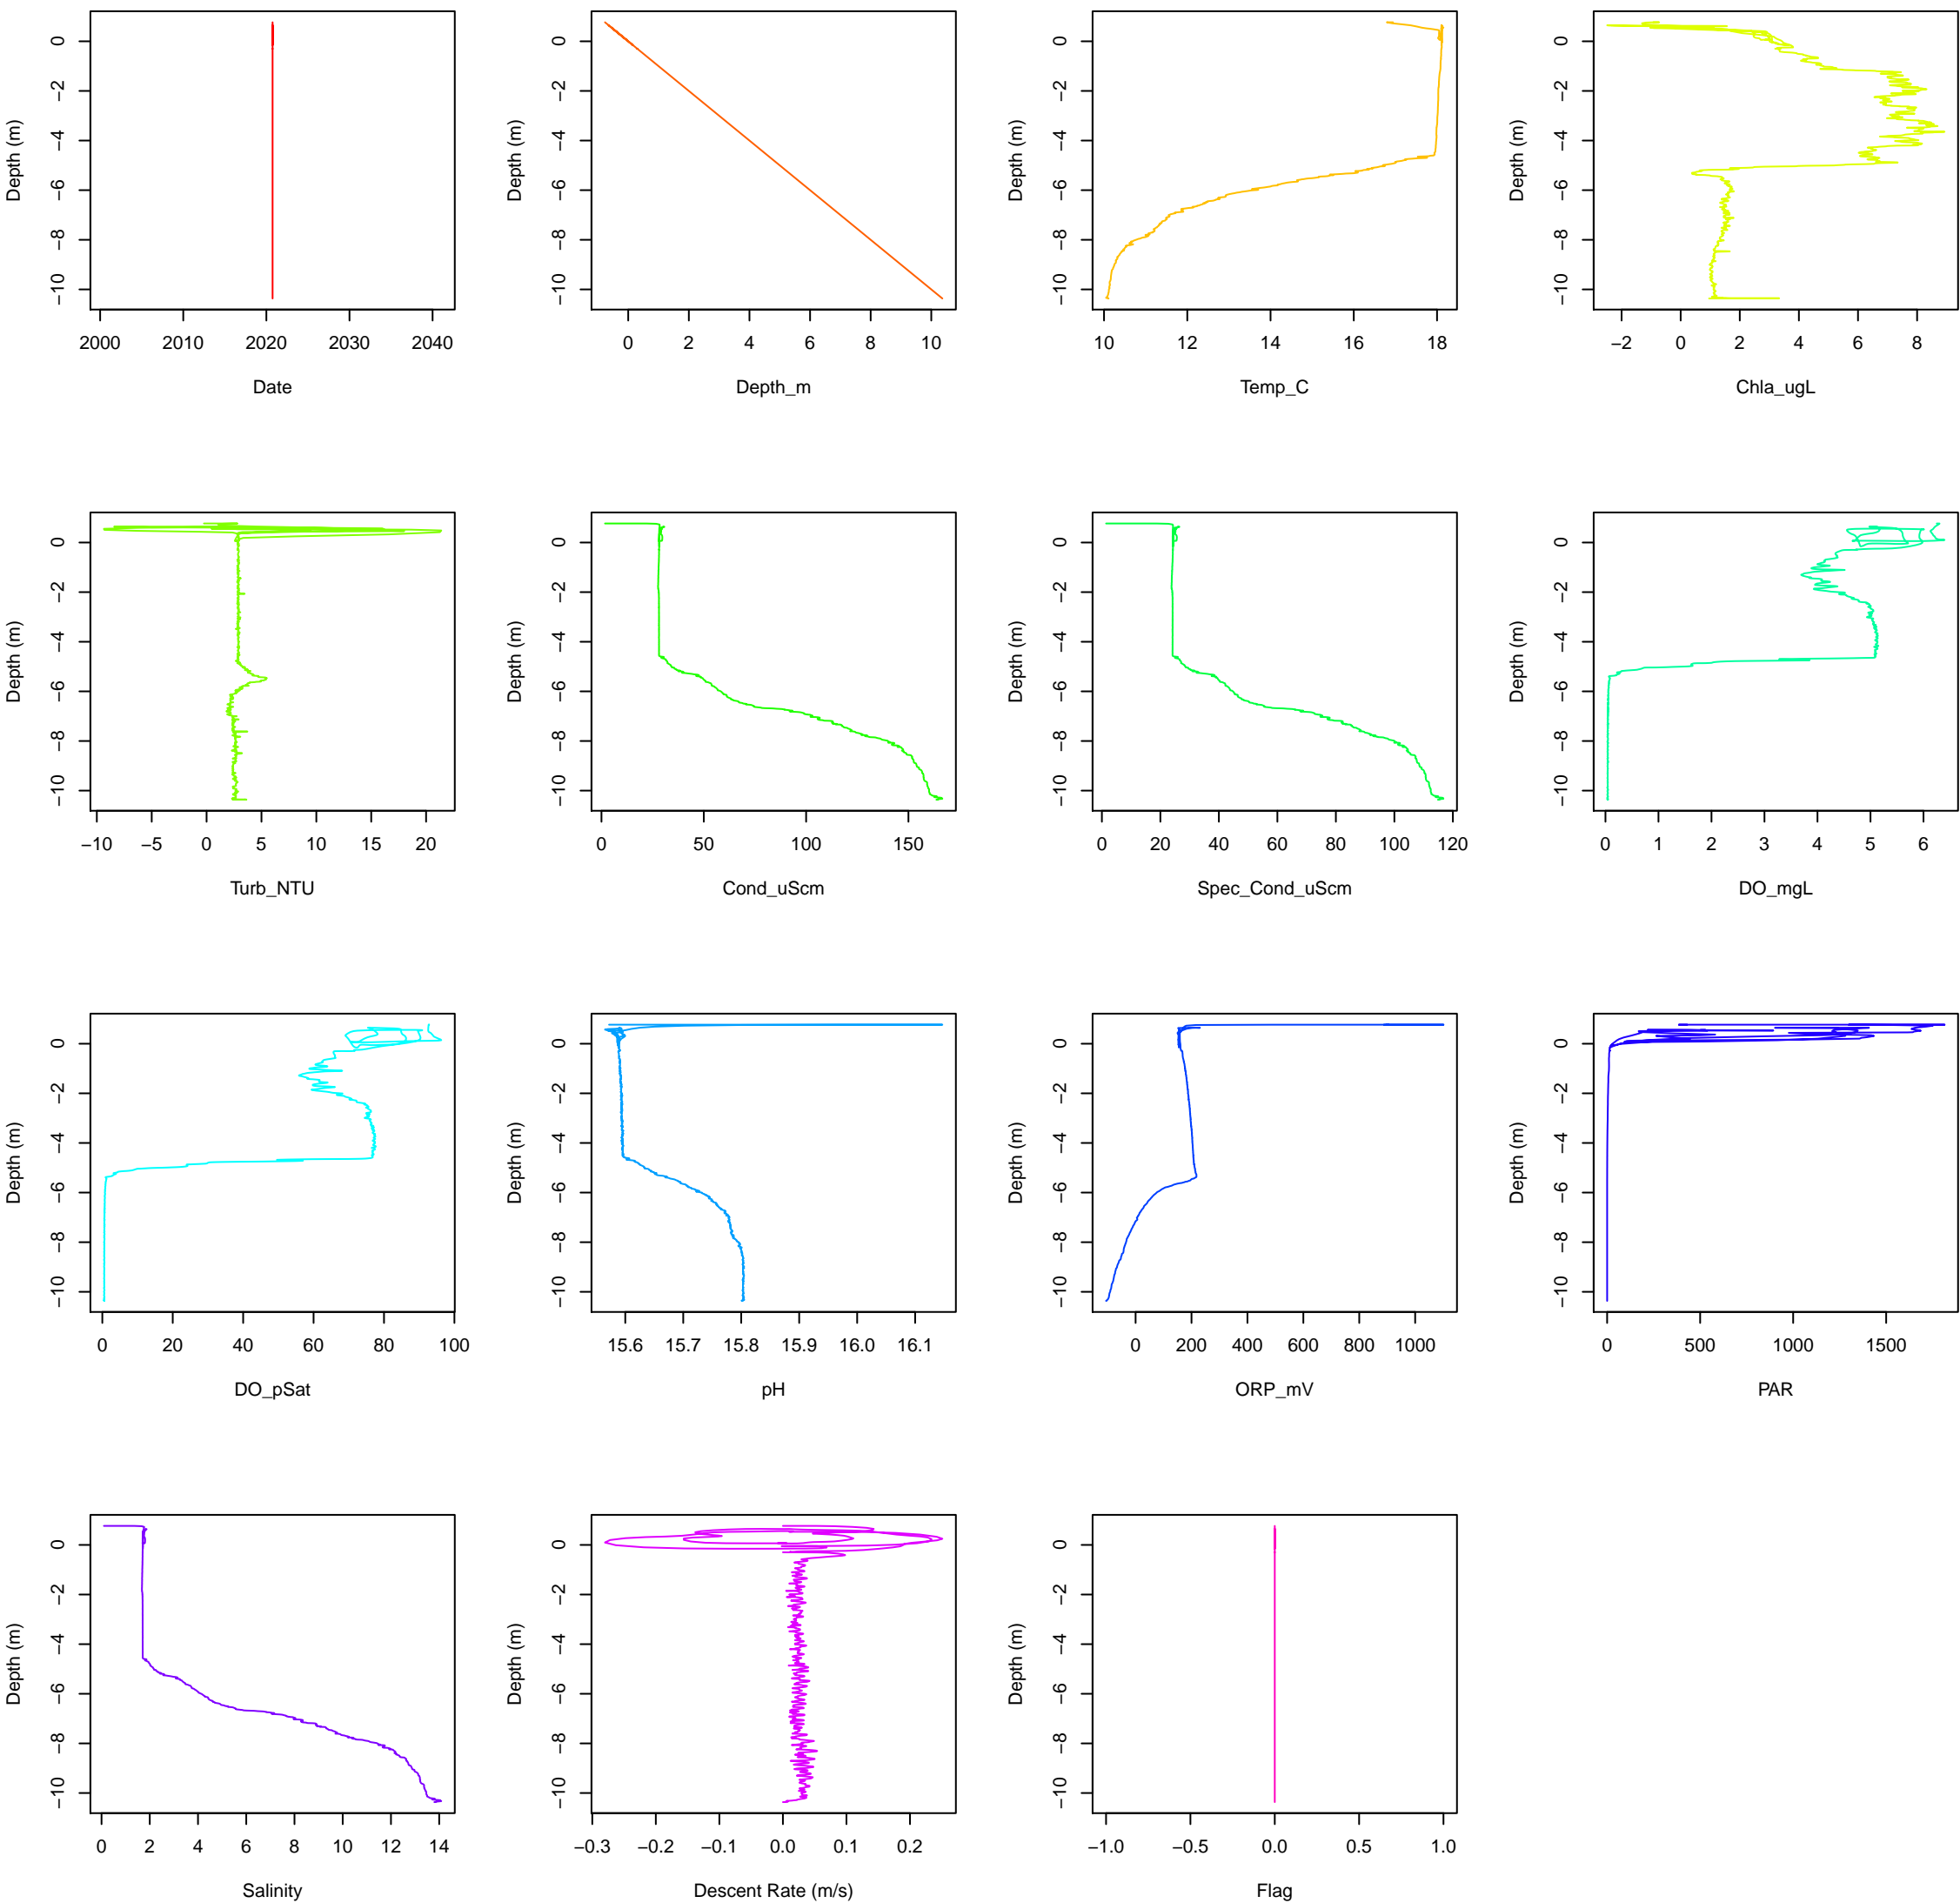 Depth (m)
0
−2
−4
−6
−8
−10
2000 2010 2020 2030 2040
Date
Depth (m)
0
−2
−4
−6
−8
−10
0 2 4 6 8 10
Depth_m
Depth (m)
0
−2
−4
−6
−8
−10
10 12 14 16 18
Temp_C
Depth (m)
0
−2
−4
−6
−8
−10
−2 0 2 4 6 8
Chla_ugL
Depth (m)
0
−2
−4
−6
−8
−10
−10 −5 0 5 10 15 20
Turb_NTU
Depth (m)
0
−2
−4
−6
−8
−10
0 50 100 150
Cond_uScm
Depth (m)
0
−2
−4
−6
−8
−10
0 20 40 60 80 100 120
Spec_Cond_uScm
Depth (m)
0
−2
−4
−6
−8
−10
0 1 2 3 4 5 6
DO_mgL
Depth (m)
0
−2
−4
−6
−8
−10
0 20 40 60 80 100
DO_pSat
Depth (m)
0
−2
−4
−6
−8
−10
15.6 15.7 15.8 15.9 16.0 16.1
pH
Depth (m)
0
−2
−4
−6
−8
−10
0 200 400 600 800 1000
ORP_mV
Depth (m)
0
−2
−4
−6
−8
−10
0 500 1000 1500
PAR
Depth (m)
0
−2
−4
−6
−8
−10
0 2 4 6 8 10 12 14
Salinity
Depth (m)
0
−2
−4
−6
−8
−10
−0.3 −0.2 −0.1 0.0 0.1 0.2
Descent Rate (m/s)
Depth (m)
0
−2
−4
−6
−8
−10
−1.0 −0.5 0.0 0.5 1.0
Flag